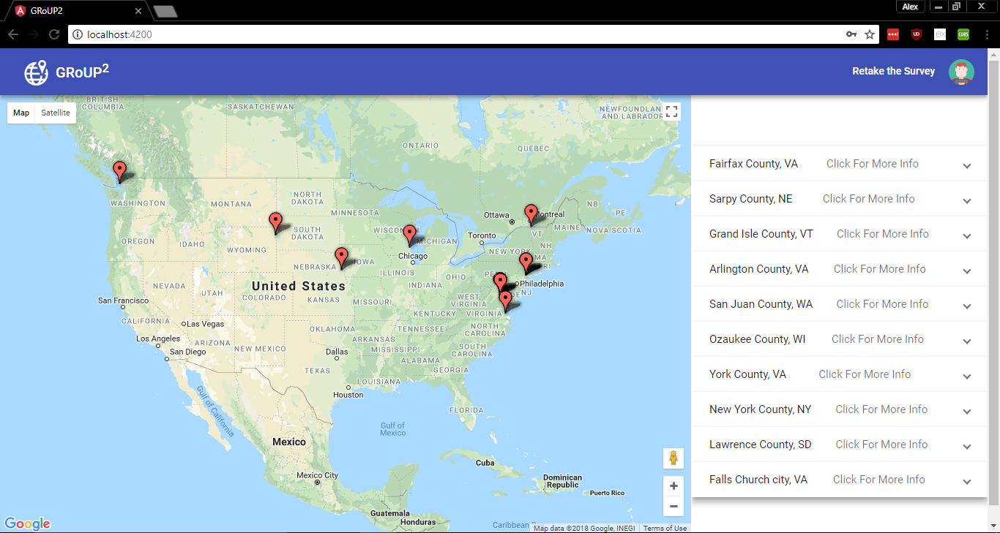 GRoUP2
Alex
localhost:4200
GRoUP2
Retake the Survey
Map Satellite
BRITISH
COLUMBIA
SASKATCHEWAN
NEWFOUNDLAN
AND LABRADOR
ONTARIO
QUEBEC
WASHINGTON
MONTANA
NORTH
DAKOTA
MINNESOTA
Ottawa
Montreal
NB
PE
MAINE
NOVA SCOTIA
OREGON
IDAHO
SOUTH
DAKOTA
WISCON
MICHIGAN
Toronto
VT
NH
WYOMING
NEW YORK
MA
RI
Chicago
NEBRASKA
IOWA
ILLINOIS
INDIANA
OHIO
PENN
Philadelphia
NEVADA
UTAH
United States
COLORADO
KANSAS
MISSOURI
WEST
VIRGINIA
DE
NJ
San Francisco
CALIFORNIA
Las Vegas
KENTUCKY
VIRGINIA
Los Angeles
ARIZONA
NEW MEXICO
OKLAHOMA
ARKANSAS
TENNESSEE
NORTH
CAROLINA
San Diego
Dallas
MISSISSIPPI
ALABAMA
SOUTH
CAROLINA
TEXAS
LOUISIANA
GEORGIA
Houston
Gulf of California
FLORIDA
Gulf of
Mexico
Mexico
Mexico City
Cuba
Dominican
Republic
Puerto Rico
Guatemala
Honduras
Caribbean
Google
Map data ©2018 Google, INEGI
Terms of Use
Fairfax County, VA Click For More Info
Sarpy County, NE Click For More Info
Grand Isle County, VT Click For More Info
Arlington County, VA Click For More Info
San Juan County, WA Click For More Info
Ozaukee County, WI Click For More Info
York County, VA Click For More Info
New York County, NY Click For More Info
Lawrence County, SD Click For More Info
Falls Church city, VA Click For More Info